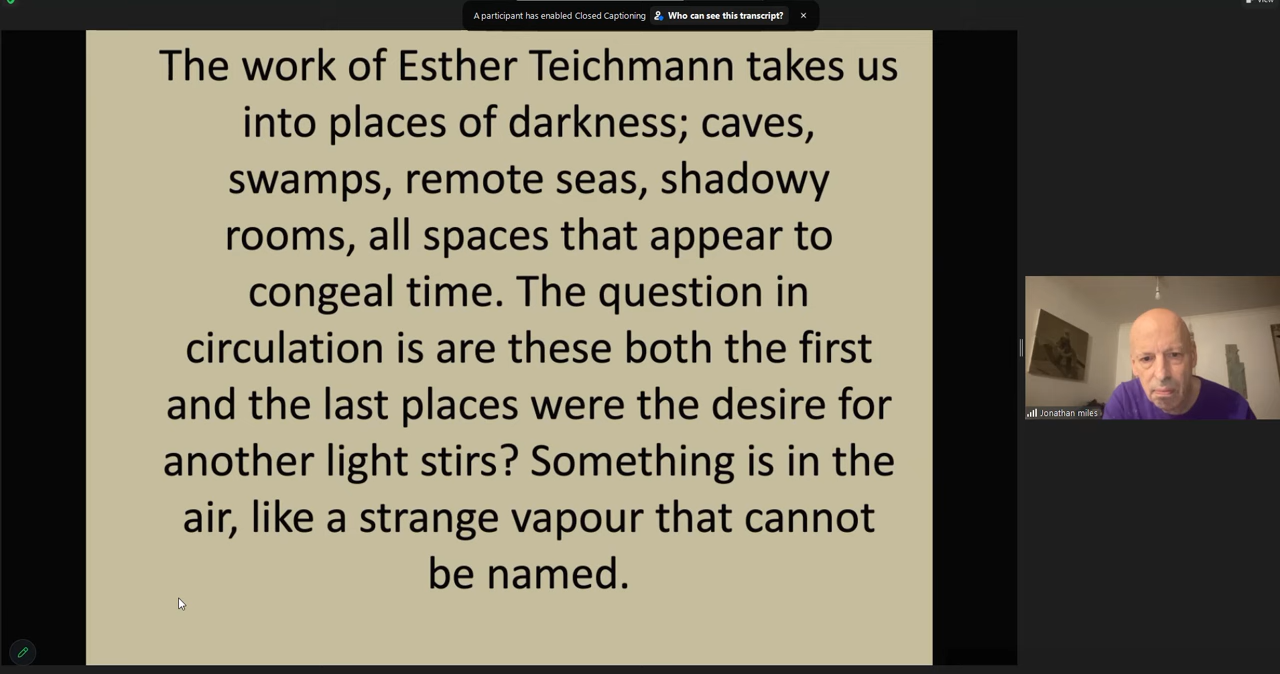 View
A participant has enabled Closed Captioning Who can see this transcript?
The work of Esther Teichmann takes us
into places of darkness; caves,
swamps, remote seas, shadowy
rooms, all spaces that appear to
congeal time. The question in
circulation is are these both the first
and the last places were the desire for
another light stirs? Something is in the
air, like a strange vapour that cannot
be named.
Jonathan miles